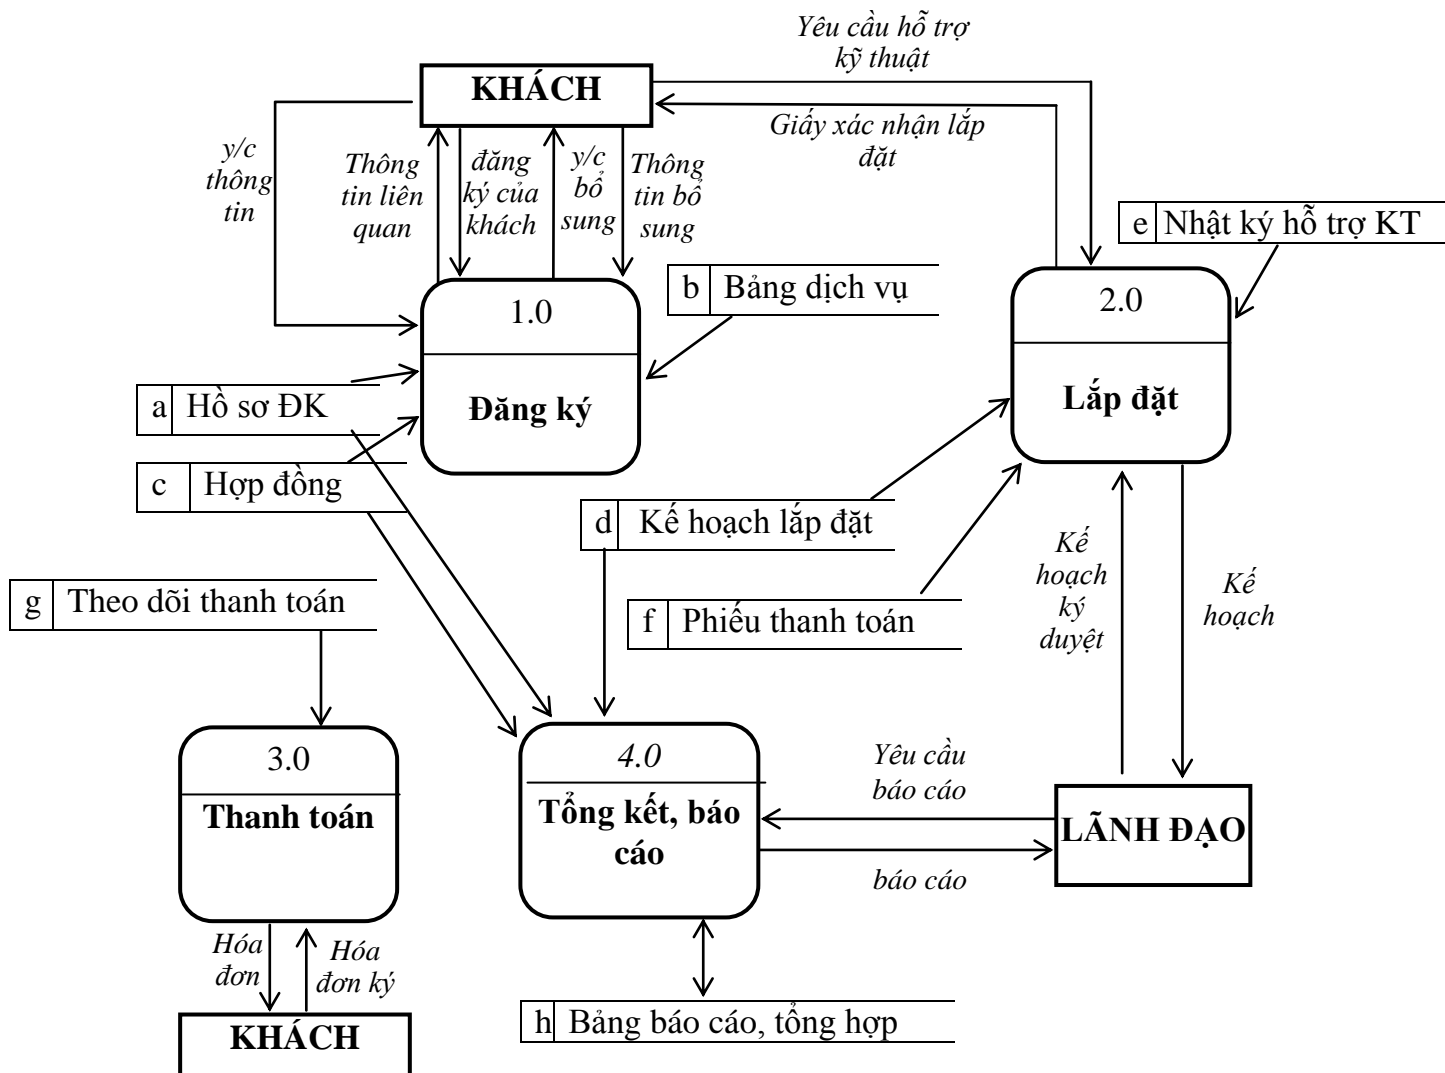 Yêu cầu hỗ trợ
kỹ thuật
KHÁCH
Giấy xác nhận lắp
đặt
y/c
thông
tin
Thông
tin liên
quan
đăng
ký của
khách
y/c
bổ
sung
Thông
tin bổ
sung
e Nhật ký hỗ trợ KT
b Bảng dịch vụ
1.0
Đăng ký
2.0
Lắp đặt
a Hồ sơ ĐK
c Hợp đồng
d Kế hoạch lắp đặt
Kế
hoạch
ký
duyệt
Kế
hoạch
g Theo dõi thanh toán
f Phiếu thanh toán
3.0
Thanh toán
4.0
Tổng kết, báo
cáo
Yêu cầu
báo cáo
LÃNH ĐẠO
báo cáo
Hóa
đơn
Hóa
đơn ký
KHÁCH
h Bảng báo cáo, tổng hợp